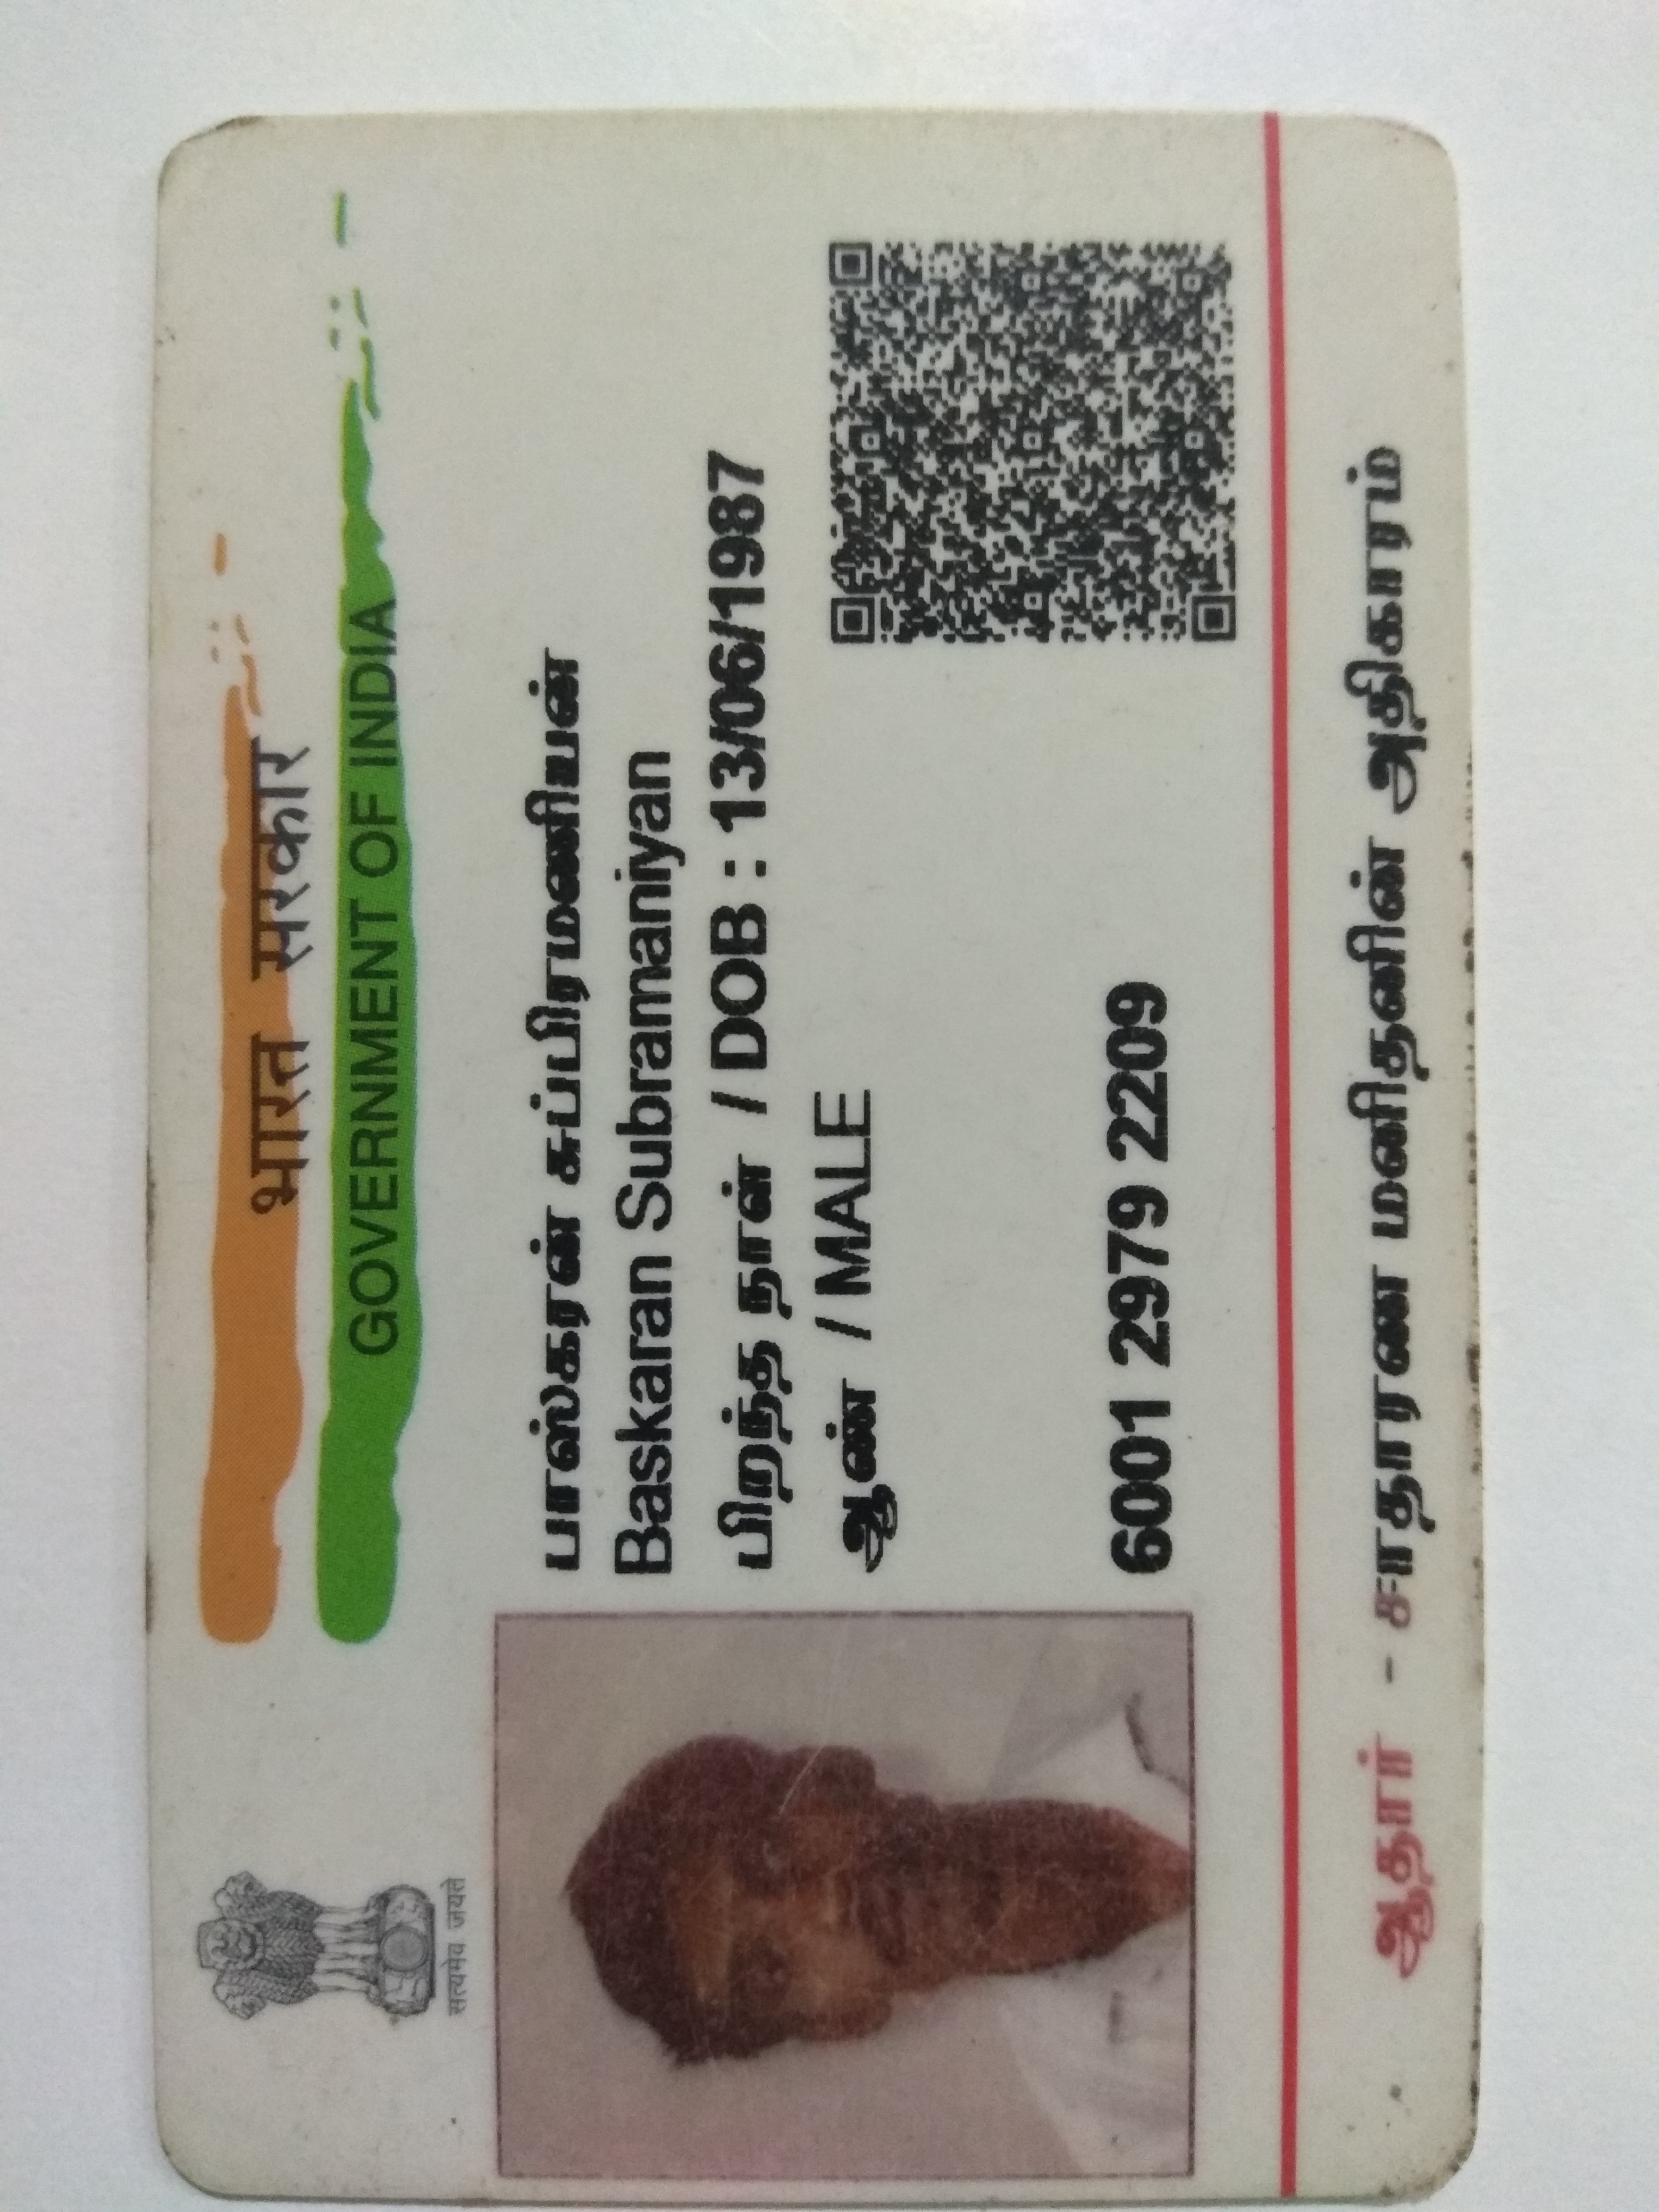 भारत सरकार
GOVERNMENT OF INDIA
सत्यमेव जयते
பாஸ்கரன் சுப்பிரமணியன்
Baskaran Subramaniyan
பிறந்த நாள் / DOB : 13/06/1987
ஆண் / MALE
6001 2979 2209
ஆதார் - சாதாரண மனிதனின் அதிகாரம்